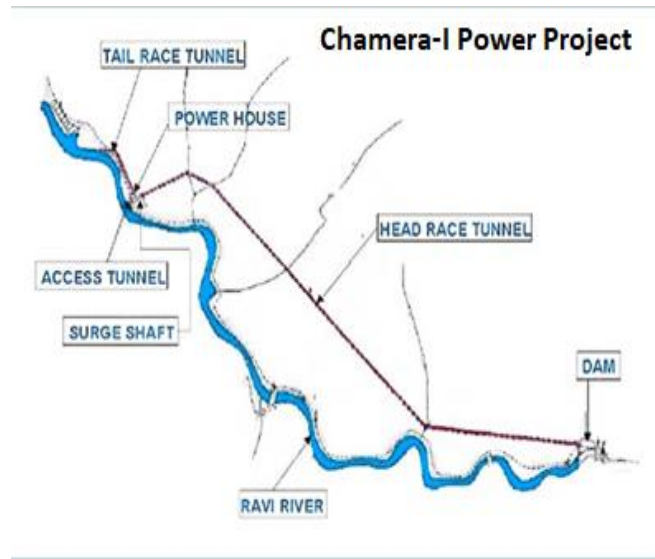 Chamera-I Power Project
TAIL RACE TUNNEL
POWER HOUSE
HEAD RACE TUNNEL
ACCESS TUNNEL
SURGE SHAFT
DAM
RAVI RIVER